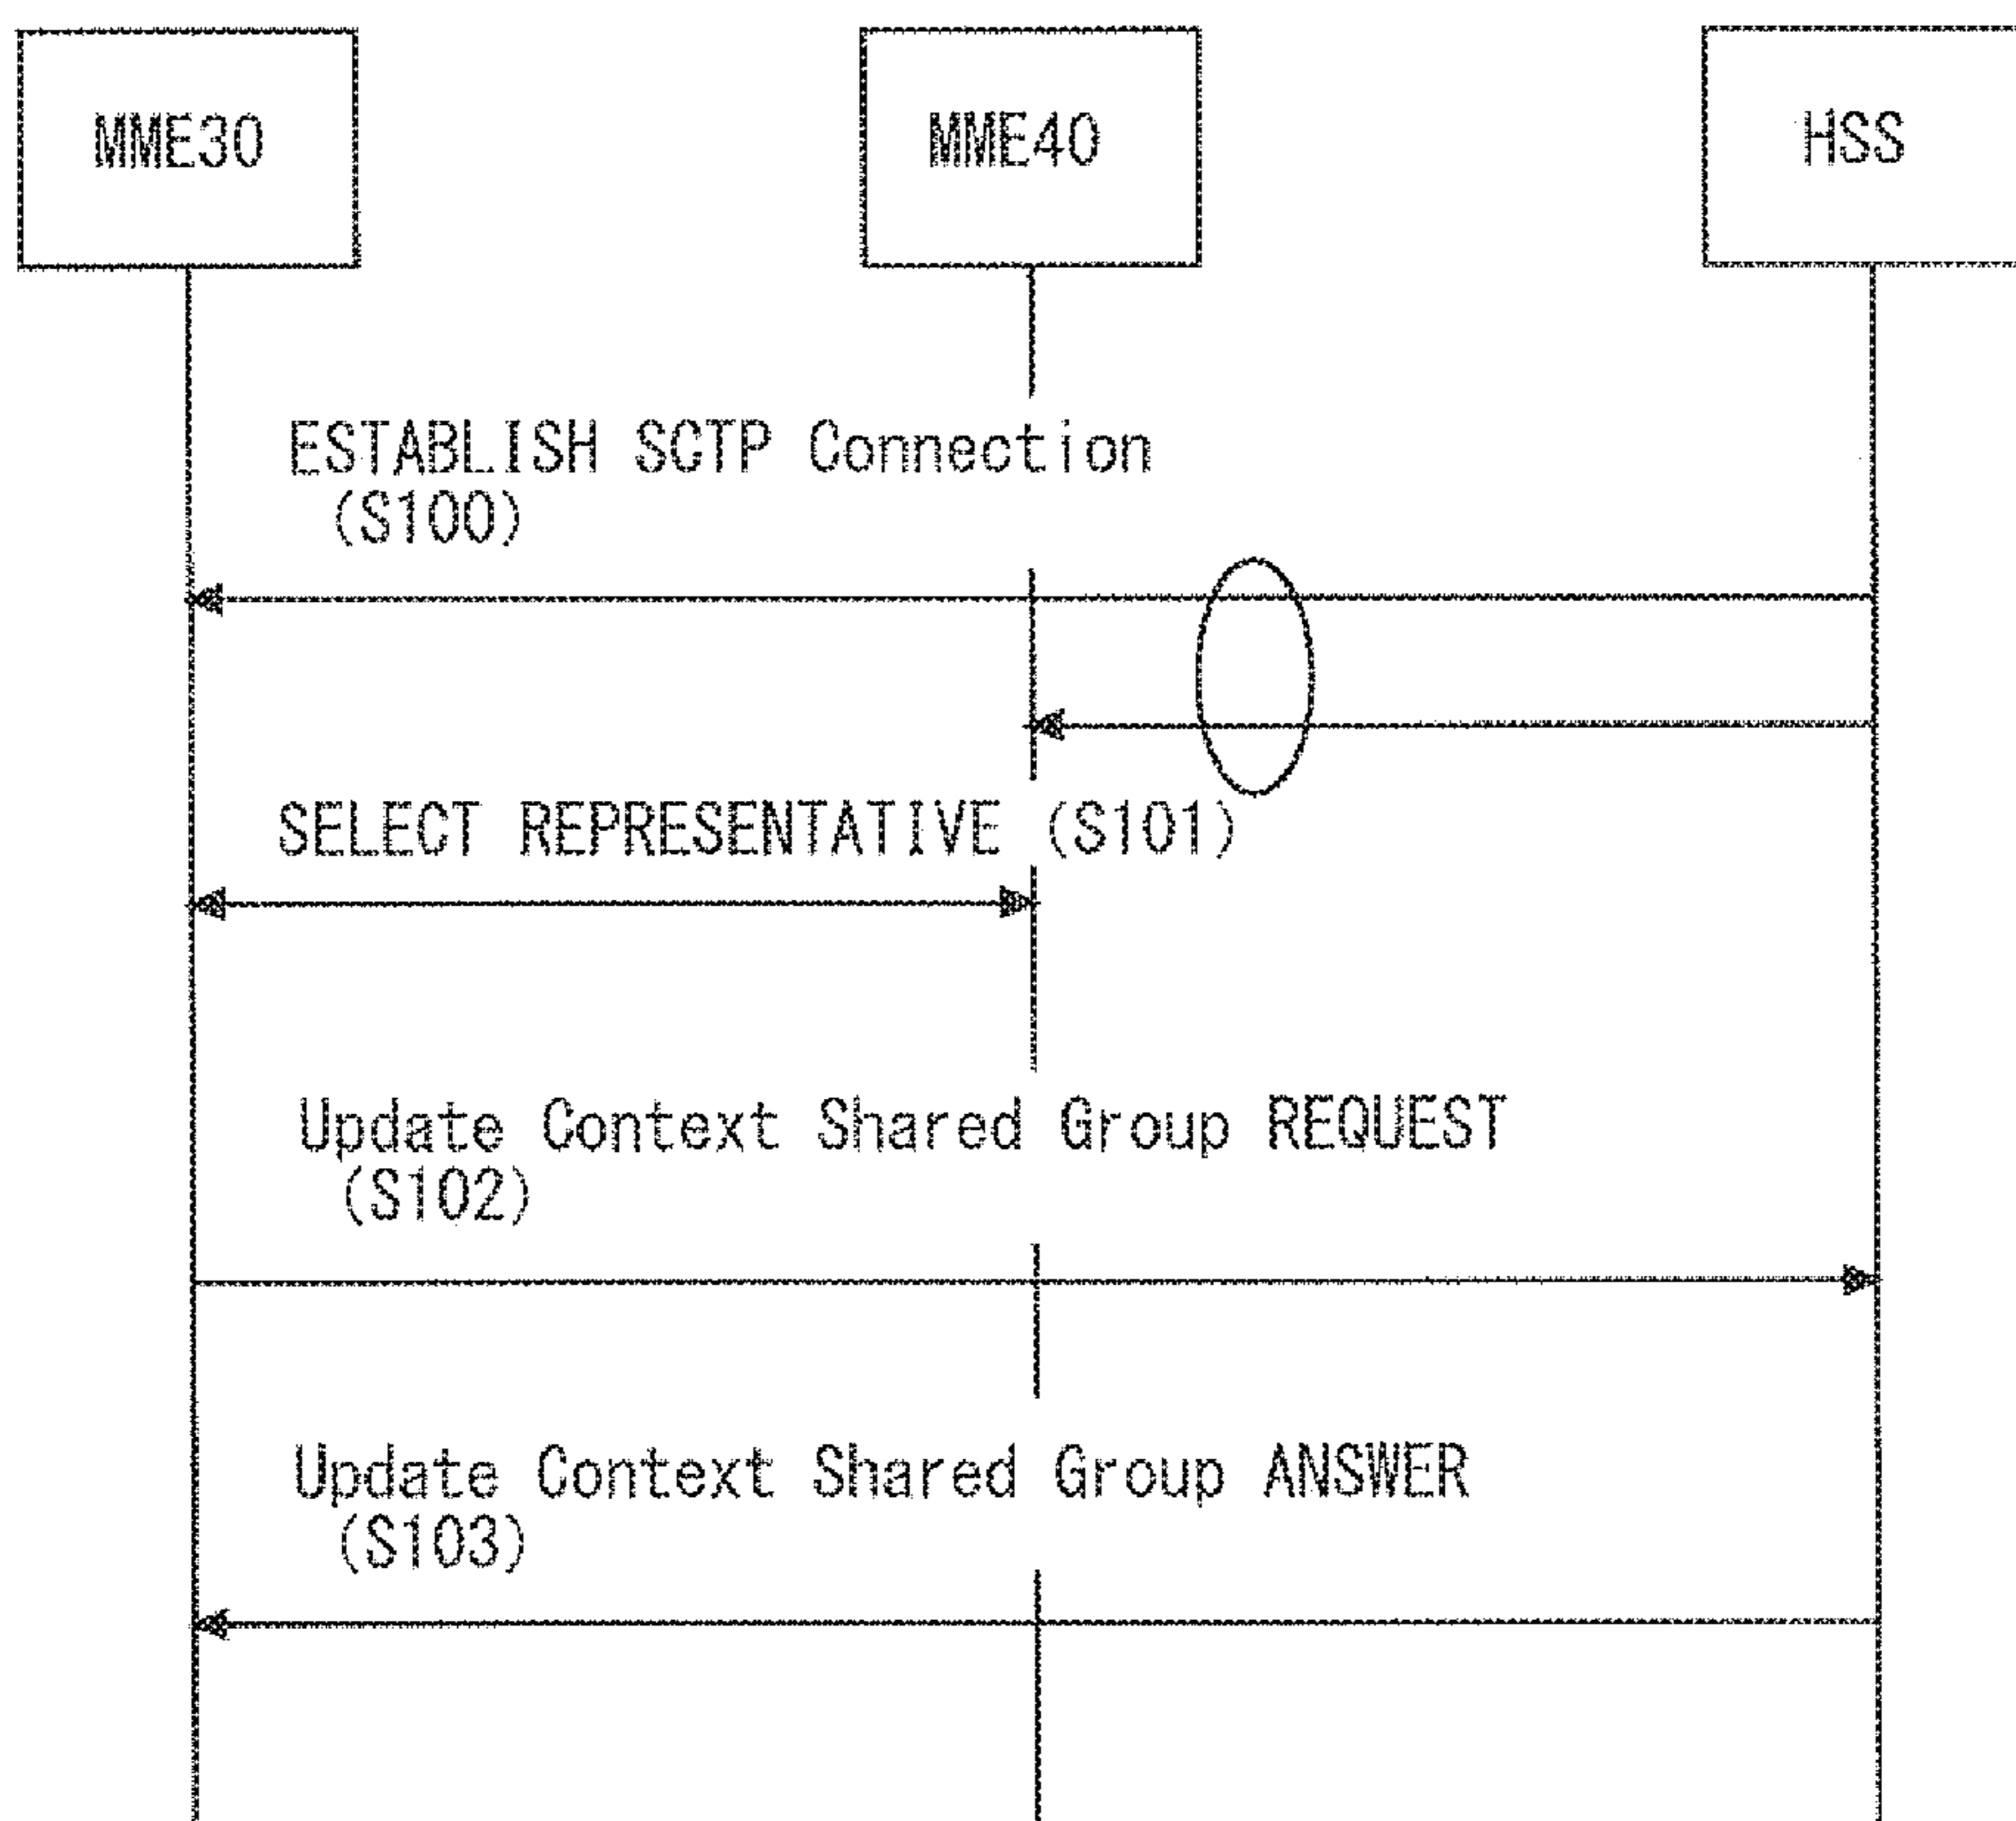 MME30
MME40
HSS
ESTABLISH SCTP Connection
(S100)
SELECT REPRESENTATIVE (S101)
Update Context Shared Group REQUEST
(S102)
Update Context Shared Group ANSWER
(S103)